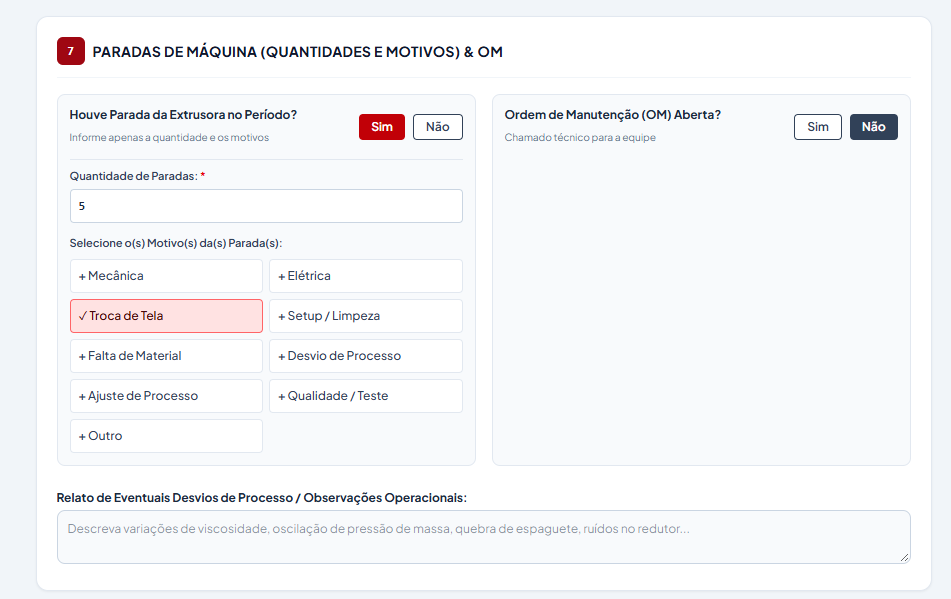 7 PARADAS DE MÁQUINA (QUANTIDADES E MOTIVOS) & OM
Houve Parada da Extrusora no Período?
Informe apenas a quantidade e os motivos
Sim Não
Quantidade de Paradas: *
5
Selecione o(s) Motivo(s) da(s) Parada(s):
+ Mecânica
+ Elétrica
✓ Troca de Tela
+ Setup / Limpeza
+ Falta de Material
+ Desvio de Processo
+ Ajuste de Processo
+ Qualidade / Teste
+ Outro
Ordem de Manutenção (OM) Aberta?
Chamado técnico para a equipe
Sim Não
Relato de Eventuais Desvios de Processo / Observações Operacionais:
Descreva variações de viscosidade, oscilação de pressão de massa, quebra de espaguete, ruídos no redutor...